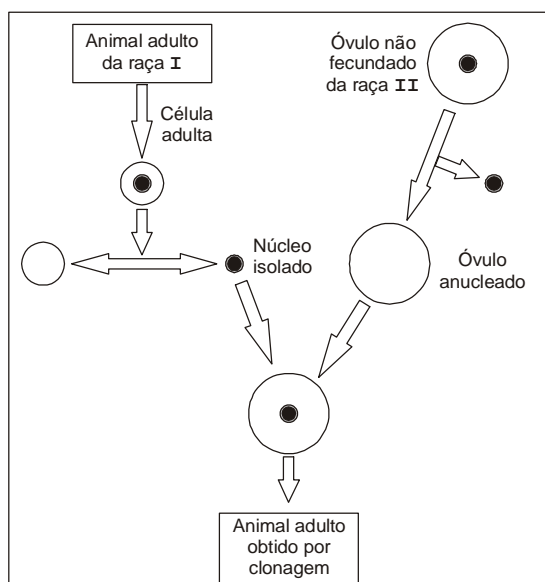 Animal adulto
da raça I
Óvulo não
fecundado
da raça II
Célula
adulta
Núcleo
isolado
Óvulo
anucleado
Animal adulto
obtido por
clonagem